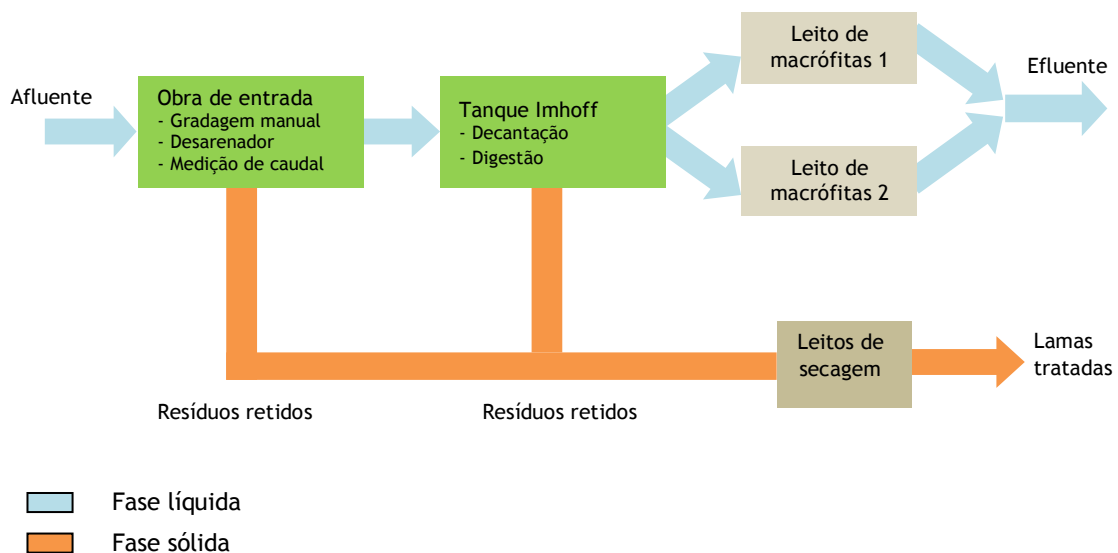 Afluente
Obra de entrada
- Gradagem manual
- Desarenador
- Medição de caudal
Tanque Imhoff
- Decantação
- Digestão
Leito de
macrófitas 1
Leito de
macrófitas 2
Efluente
Leitos de
secagem
Lamas
tratadas
Resíduos retidos
Resíduos retidos
Fase líquida
Fase sólida